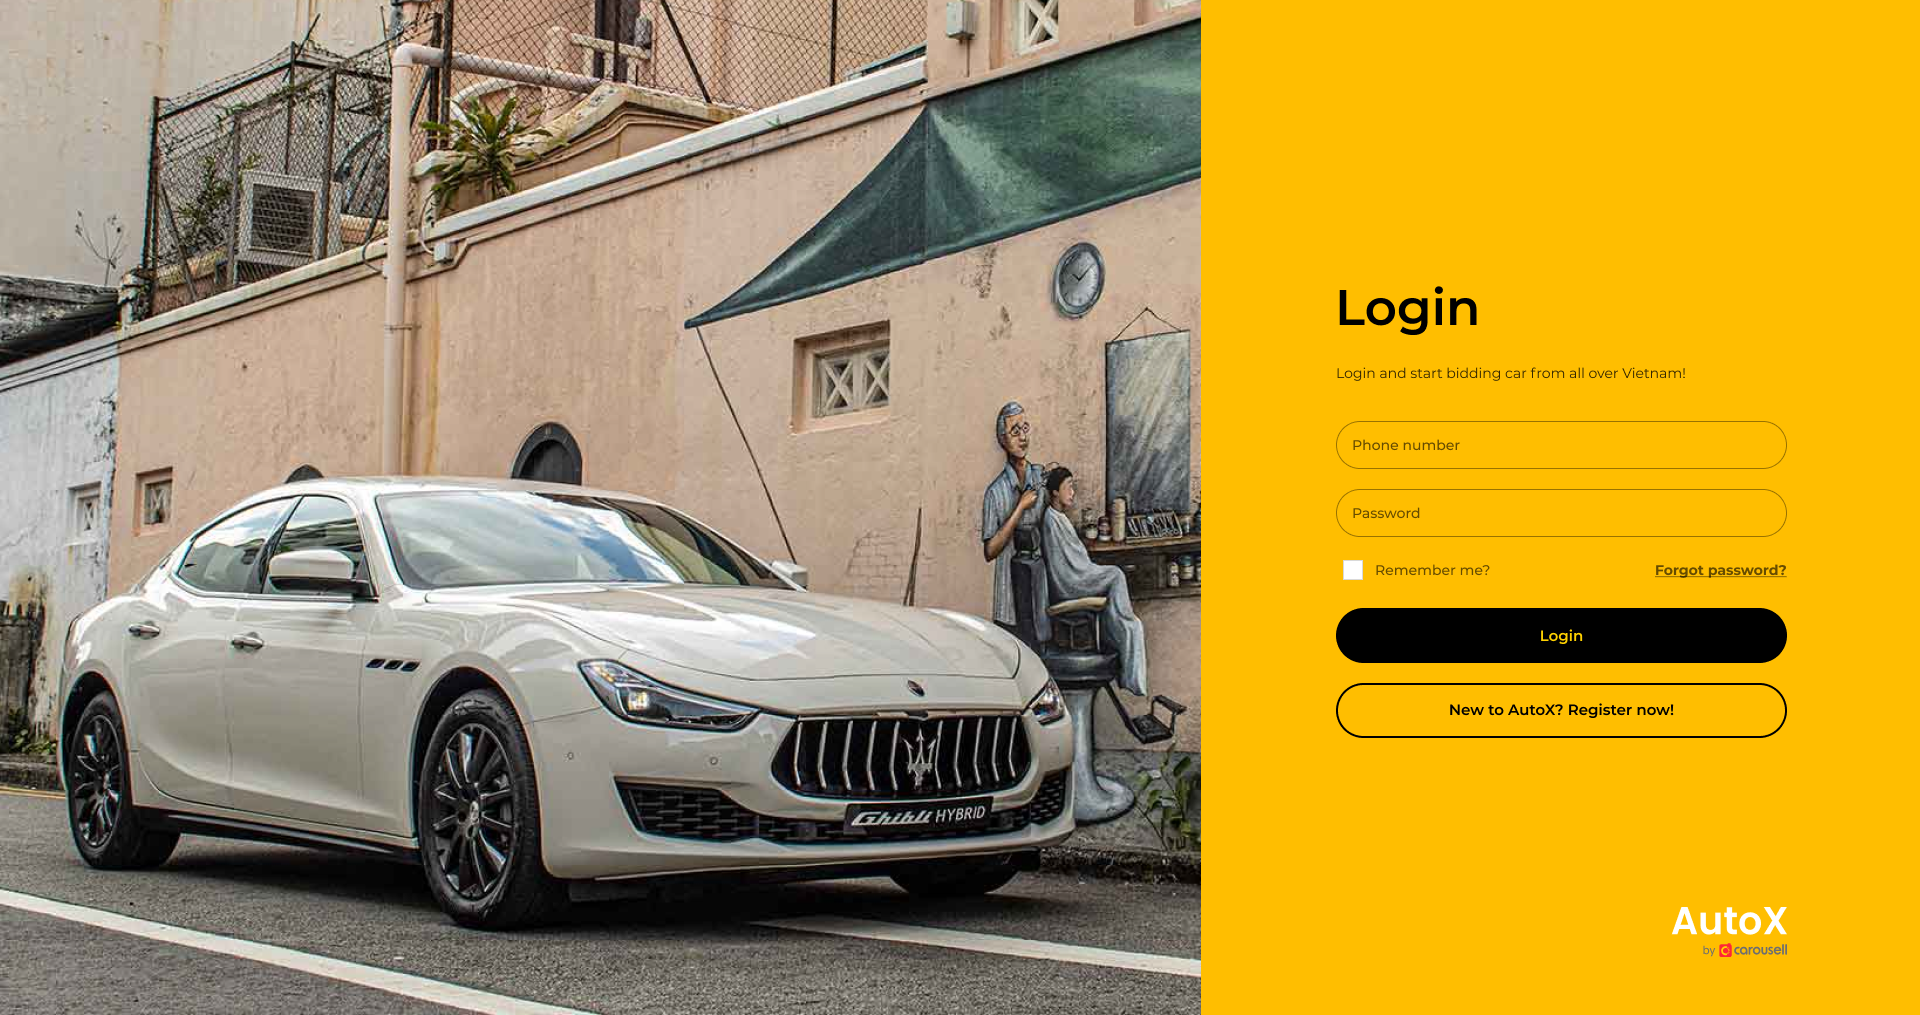 Login
Login and start bidding car from all over Vietnam!
Phone number
Password
Remember me?
Forgot password?
Login
New to AutoX? Register now!
Ghibli HYBRID
AutoX
by carousell